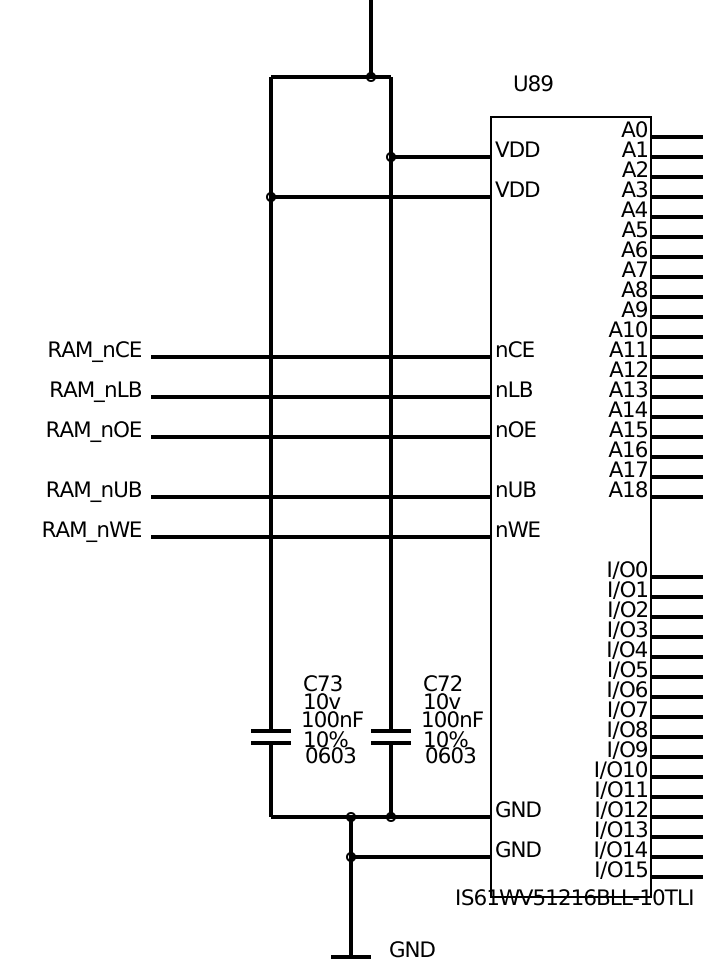 U89
VDD
VDD
RAM_nCE
RAM_nLB
RAM_nOE
RAM_nUB
RAM_nWE
nCE
nLB
nOE
nUB
nWE
A0
A1
A2
A3
A4
A5
A6
A7
A8
A9
A10
A11
A12
A13
A14
A15
A16
A17
A18
I/O0
I/O1
I/O2
I/O3
I/O4
I/O5
I/O6
I/O7
I/O8
I/O9
I/O10
I/O11
I/O12
I/O13
I/O14
I/O15
C73
10v
100nF
10%
0603
C72
10v
100nF
10%
0603
GND
GND
IS61WV51216BLL-10TLI
GND